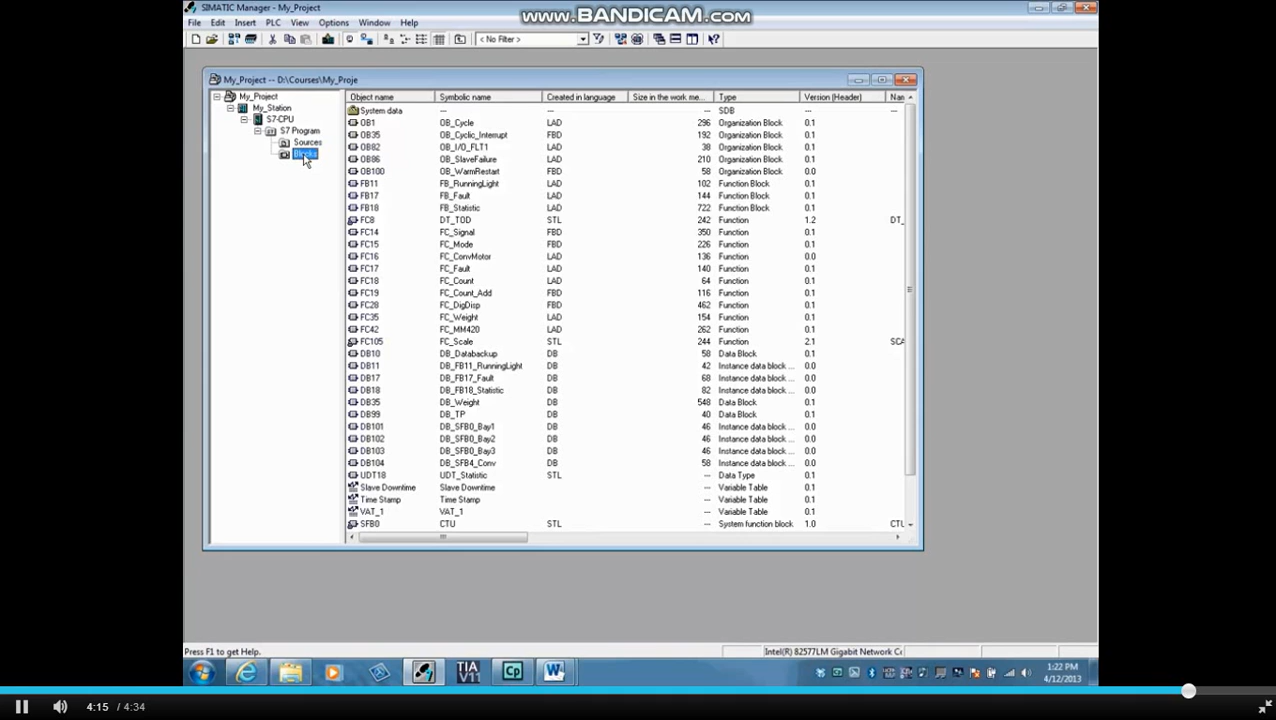 SIMATIC Manager - My_Project
www.BANDICAM.com
File Edit Insert PLC View Options Window Help
< No Filter >
My_Project -- D:\Courses\My_Proje
My_Project
My_Station
S7-CPU
S7 Program
Sources
Blocks
Object name Symbolic name Created in language Size in the work me... Type Version (Header) Nan
System data --- --- --- SDB ---
OB1 OB_Cycle LAD 296 Organization Block 0.1
OB35 OB_Cyclic_Interrupt FBD 192 Organization Block 0.1
OB82 OB_I/O_FLT1 LAD 38 Organization Block 0.1
OB86 OB_SlaveFailure LAD 210 Organization Block 0.1
OB100 OB_WarmRestart FBD 58 Organization Block 0.0
FB11 FB_RunningLight LAD 102 Function Block 0.1
FB17 FB_Fault LAD 144 Function Block 0.1
FB18 FB_Statistic LAD 722 Function Block 0.1
FC8 DT_TOD STL 242 Function 1.2 DT_
FC14 FC_Signal FBD 350 Function 0.1
FC15 FC_Mode FBD 226 Function 0.1
FC16 FC_ConvMotor LAD 136 Function 0.0
FC17 FC_Fault LAD 140 Function 0.1
FC18 FC_Count LAD 64 Function 0.1
FC19 FC_Count_Add FBD 116 Function 0.1
FC28 FC_DigDisp FBD 462 Function 0.1
FC35 FC_Weight LAD 154 Function 0.1
FC42 FC_MM420 LAD 262 Function 0.1
FC105 FC_Scale STL 244 Function 2.1 SCA
DB10 DB_Databackup DB 58 Data Block 0.1
DB11 DB_FB11_RunningLight DB 42 Instance data block ... 0.1
DB17 DB_FB17_Fault DB 68 Instance data block ... 0.1
DB18 DB_FB18_Statistic DB 82 Instance data block ... 0.1
DB35 DB_Weight DB 548 Data Block 0.1
DB99 DB_TP DB 40 Data Block 0.1
DB101 DB_SFB0_Bay1 DB 46 Instance data block ... 0.0
DB102 DB_SFB0_Bay2 DB 46 Instance data block ... 0.0
DB103 DB_SFB0_Bay3 DB 46 Instance data block ... 0.0
DB104 DB_SFB4_Conv DB 58 Instance data block ... 0.0
UDT18 UDT_Statistic STL --- Data Type 0.1
Slave Downtime Slave Downtime --- Variable Table 0.1
Time Stamp Time Stamp --- Variable Table 0.1
VAT_1 VAT_1 --- Variable Table 0.1
SFB0 CTU STL --- System function block 1.0 CTU
Press F1 to get Help.
Intel(R) 82577LM Gigabit Network Cc
TIA V11
Cp
W
1:22 PM
4/12/2013
4:15 / 4:34